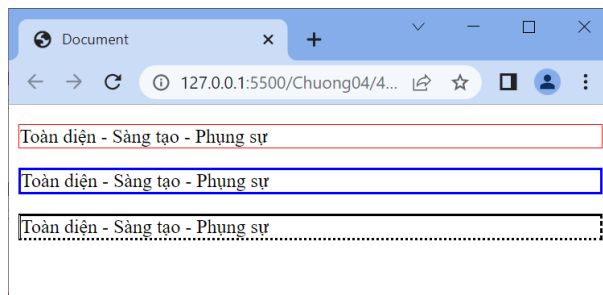 Document
127.0.0.1:5500/Chuong04/4...
Toàn diện - Sàng tạo - Phụng sự
Toàn diện - Sàng tạo - Phụng sự
Toàn diện - Sàng tạo - Phụng sự